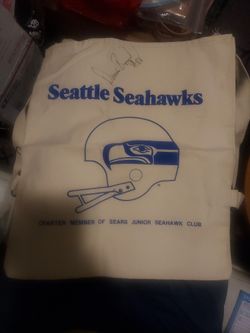 Seattle Seahawks
CHARTER MEMBER OF SEARS JUNIOR SEAHAWK CLUB